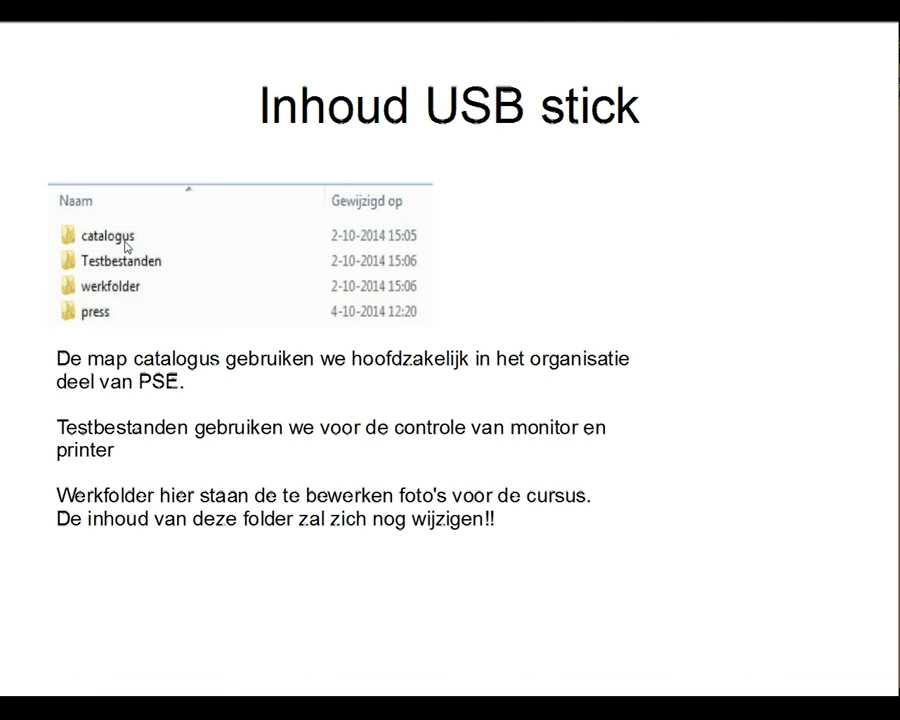 Inhoud USB stick
Naam Gewijzigd op
catalogus 2-10-2014 15:05
Testbestanden 2-10-2014 15:06
werkfolder 2-10-2014 15:06
press 4-10-2014 12:20
De map catalogus gebruiken we hoofdzakelijk in het organisatie
deel van PSE.
Testbestanden gebruiken we voor de controle van monitor en
printer
Werkfolder hier staan de te bewerken foto's voor de cursus.
De inhoud van deze folder zal zich nog wijzigen!!